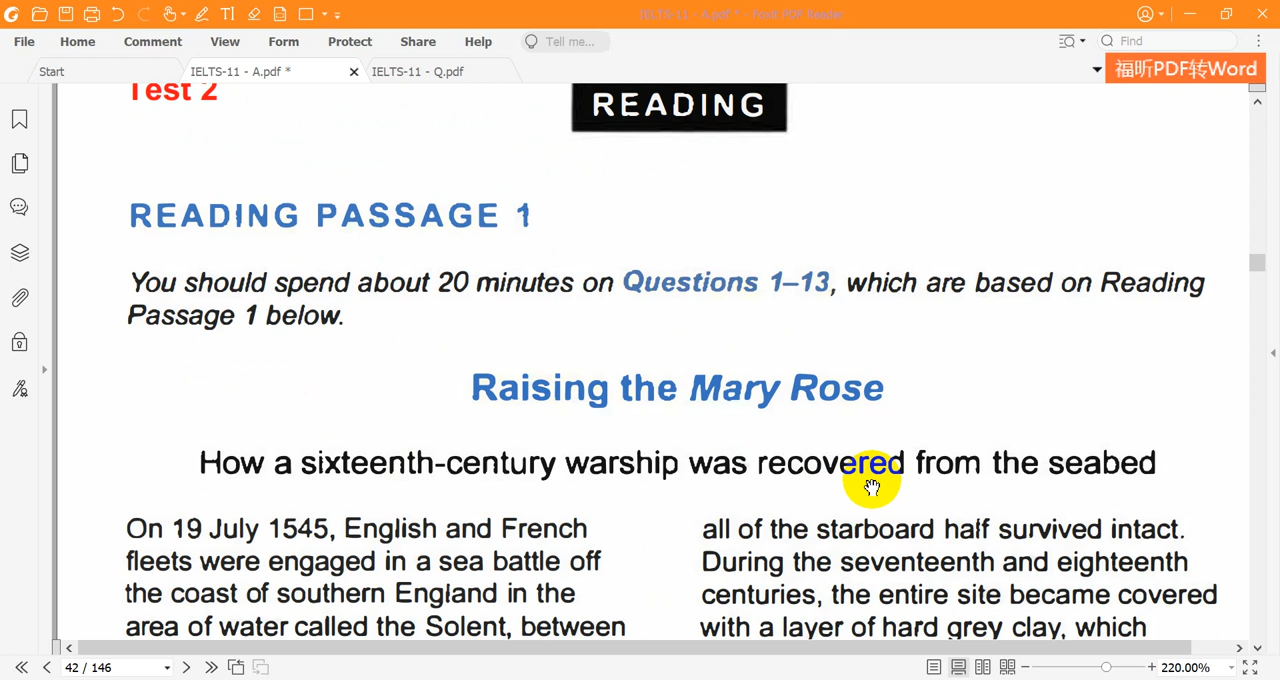 IELTS-11 - A.pdf * - Foxit PDF Reader
File Home Comment View Form Protect Share Help Tell me... Find
Start IELTS-11 - A.pdf * IELTS-11 - Q.pdf 福昕PDF转Word
Test 2
READING
READING PASSAGE 1
You should spend about 20 minutes on Questions 1–13, which are based on Reading
Passage 1 below.
Raising the Mary Rose
How a sixteenth-century warship was recovered from the seabed
On 19 July 1545, English and French
fleets were engaged in a sea battle off
the coast of southern England in the
area of water called the Solent, between
all of the starboard half survived intact.
During the seventeenth and eighteenth
centuries, the entire site became covered
with a layer of hard grey clay, which
42 / 146 220.00%